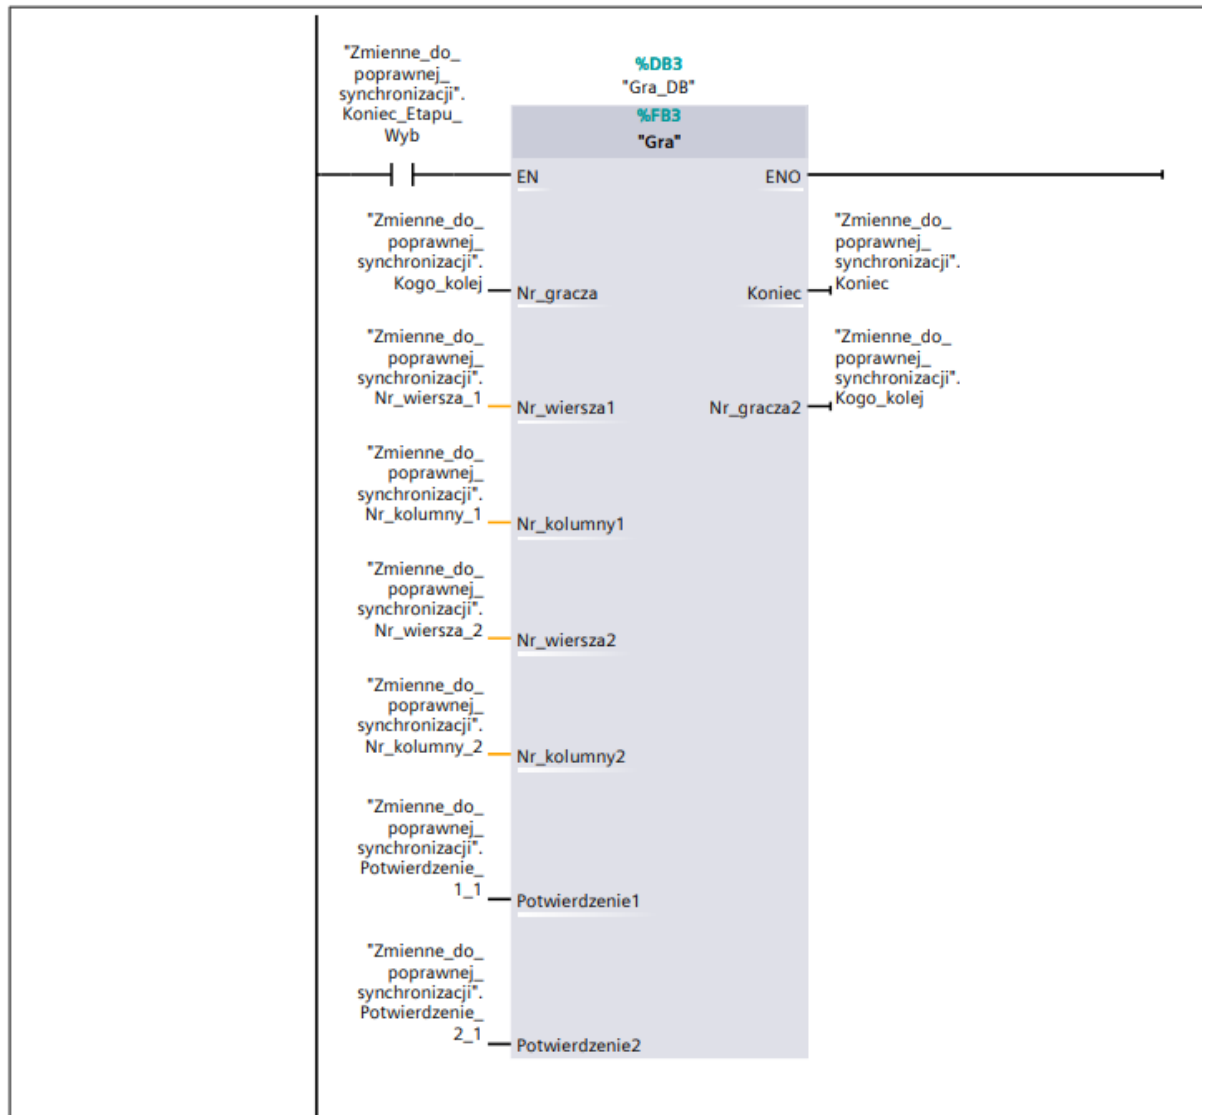 "Zmienne_do_
poprawnej_
synchronizacji".
Koniec_Etapu_
Wyb
%DB3
"Gra_DB"
%FB3
"Gra"
EN
ENO
"Zmienne_do_
poprawnej_
synchronizacji".
Kogo_kolej
Nr_gracza
Koniec
"Zmienne_do_
poprawnej_
synchronizacji".
Koniec
"Zmienne_do_
poprawnej_
synchronizacji".
Nr_wiersza_1
Nr_wiersza1
Nr_gracza2
"Zmienne_do_
poprawnej_
synchronizacji".
Kogo_kolej
"Zmienne_do_
poprawnej_
synchronizacji".
Nr_kolumny_1
Nr_kolumny1
"Zmienne_do_
poprawnej_
synchronizacji".
Nr_wiersza_2
Nr_wiersza2
"Zmienne_do_
poprawnej_
synchronizacji".
Nr_kolumny_2
Nr_kolumny2
"Zmienne_do_
poprawnej_
synchronizacji".
Potwierdzenie_
1_1
Potwierdzenie1
"Zmienne_do_
poprawnej_
synchronizacji".
Potwierdzenie_
2_1
Potwierdzenie2